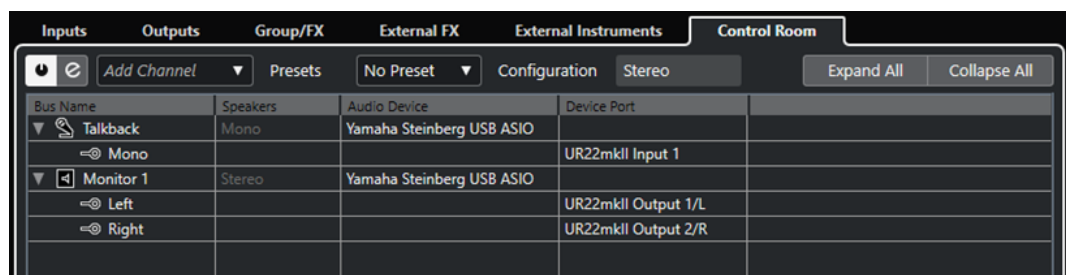 Inputs Outputs Group/FX External FX External Instruments Control Room
Add Channel Presets No Preset Configuration Stereo Expand All Collapse All
Bus Name Speakers Audio Device Device Port
Talkback Mono Yamaha Steinberg USB ASIO
Mono UR22mkII Input 1
Monitor 1 Stereo Yamaha Steinberg USB ASIO
Left UR22mkII Output 1/L
Right UR22mkII Output 2/R